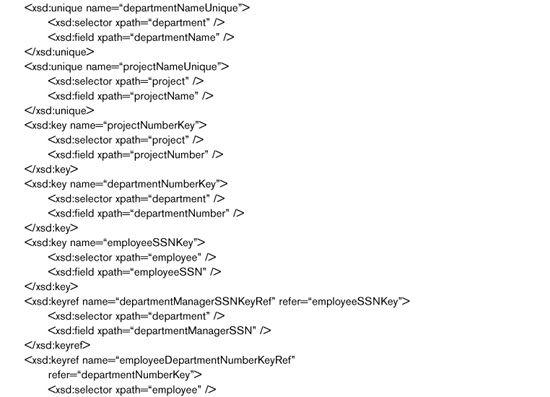 <xsd:unique name=“departmentNameUnique”>
<xsd:selector xpath=“department” />
<xsd:field xpath=“departmentName” />
</xsd:unique>
<xsd:unique name=“projectNameUnique”>
<xsd:selector xpath=“project” />
<xsd:field xpath=“projectName” />
</xsd:unique>
<xsd:key name=“projectNumberKey”>
<xsd:selector xpath=“project” />
<xsd:field xpath=“projectNumber” />
</xsd:key>
<xsd:key name=“departmentNumberKey”>
<xsd:selector xpath=“department” />
<xsd:field xpath=“departmentNumber” />
</xsd:key>
<xsd:key name=“employeeSSNKey”>
<xsd:selector xpath=“employee” />
<xsd:field xpath=“employeeSSN” />
</xsd:key>
<xsd:keyref name=“departmentManagerSSNKeyRef” refer=“employeeSSNKey”>
<xsd:selector xpath=“department” />
<xsd:field xpath=“departmentManagerSSN” />
</xsd:keyref>
<xsd:keyref name=“employeeDepartmentNumberKeyRef”
refer=“departmentNumberKey”>
<xsd:selector xpath=“employee” />